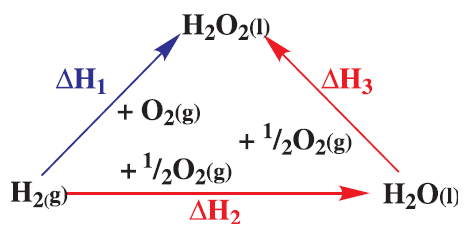 H₂O₂(l)
ΔH₁
ΔH₃
+ O₂(g)
+ ¹/₂O₂(g)
+ ¹/₂O₂(g)
H₂(g)
H₂O(l)
ΔH₂